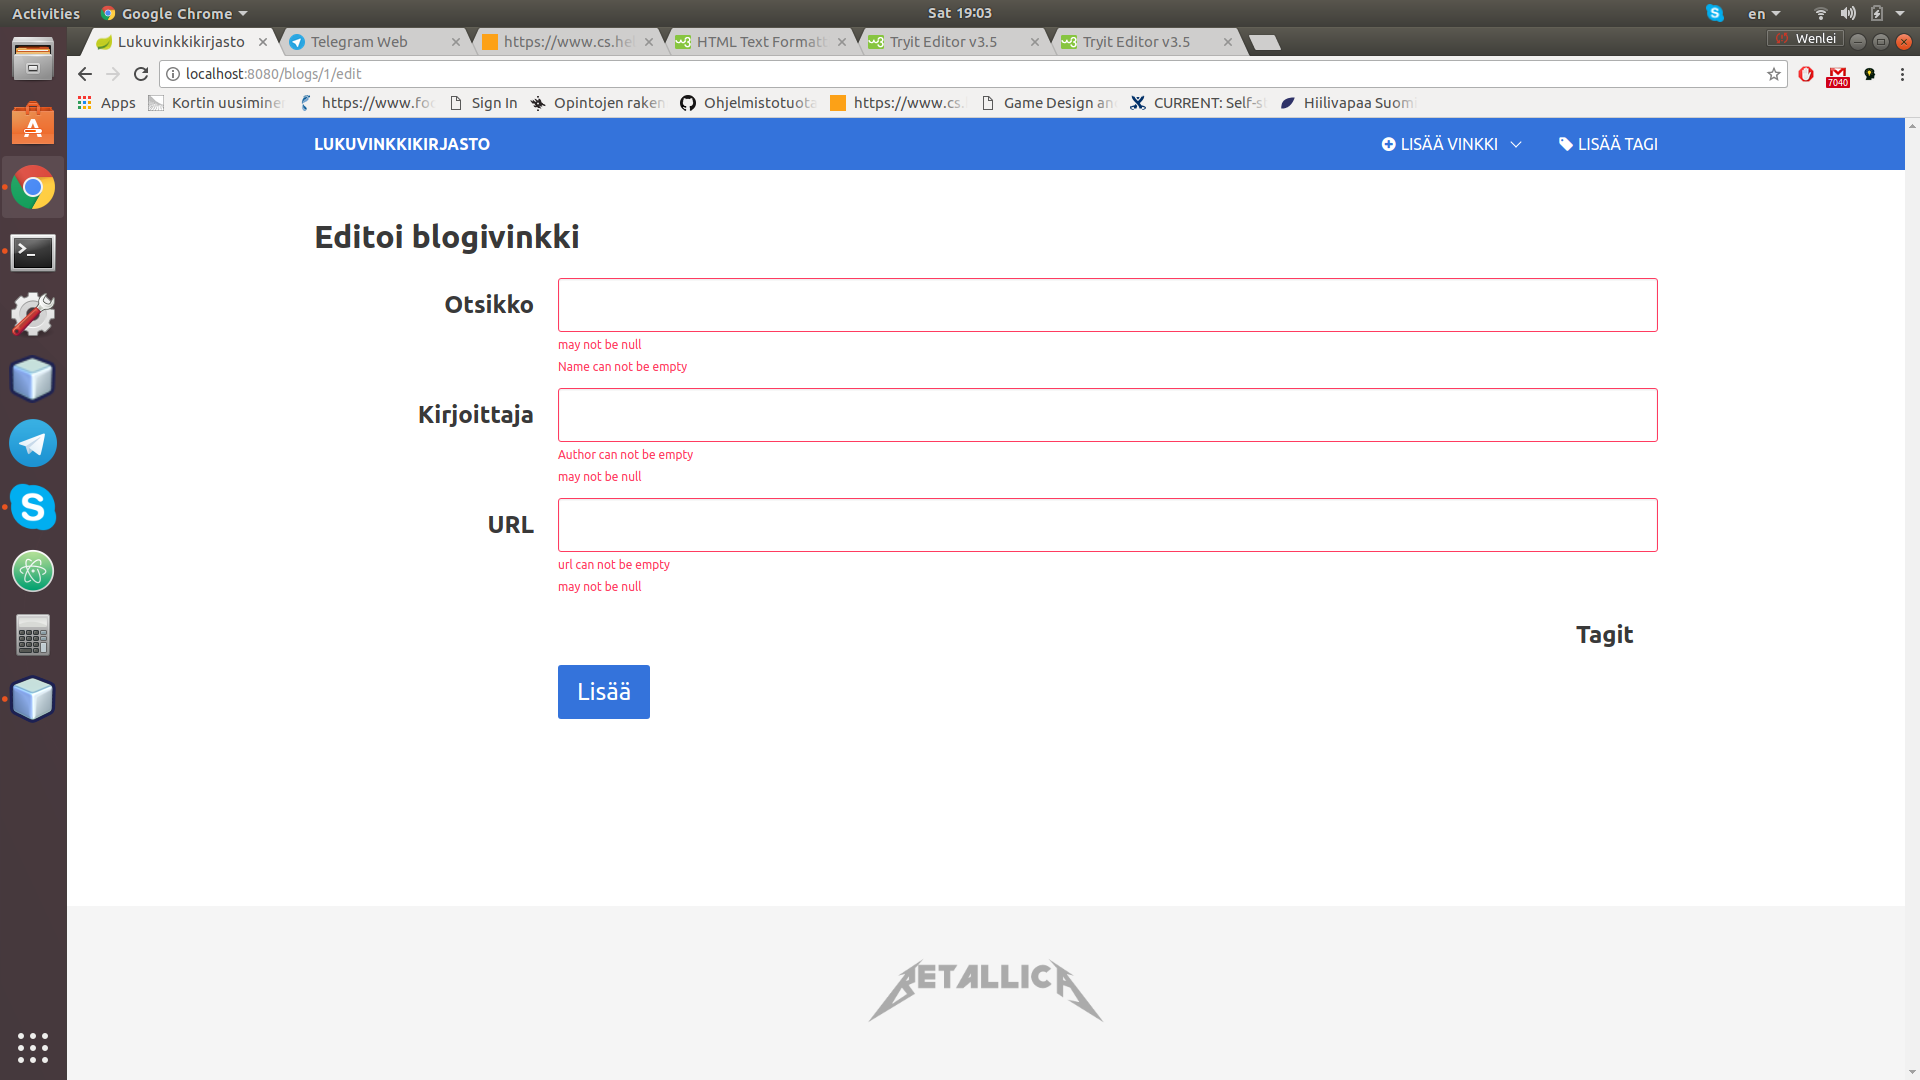 Activities
Google Chrome
Sat 19:03
en
Lukuvinkkikirjasto
Telegram Web
https://www.cs.hel
HTML Text Formatt
Tryit Editor v3.5
Tryit Editor v3.5
Wenlei
localhost:8080/blogs/1/edit
7040
Apps
Kortin uusiminen
https://www.foc
Sign In
Opintojen raken
Ohjelmistotuota
https://www.cs.
Game Design an
CURRENT: Self-s
Hiilivapaa Suomi
LUKUVINKKIKIRJASTO
LISÄÄ VINKKI
LISÄÄ TAGI
Editoi blogivinkki
Otsikko
may not be null
Name can not be empty
Kirjoittaja
Author can not be empty
may not be null
URL
url can not be empty
may not be null
Tagit
Lisää
BETALLICA